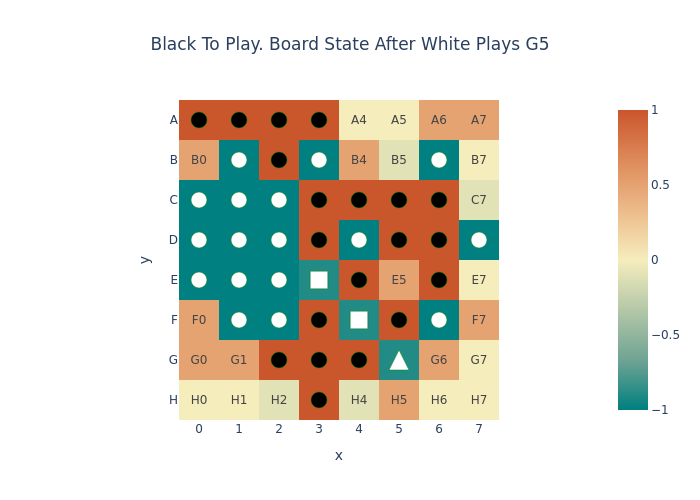 Black To Play. Board State After White Plays G5
A A4 A5 A6 A7
B B0 B4 B5 B7
C C7
D
E E5 E7
F F0 F7
G G0 G1 G6 G7
H H0 H1 H2 H4 H5 H6 H7
0 1 2 3 4 5 6 7
x
y
1
0.5
0
−0.5
−1